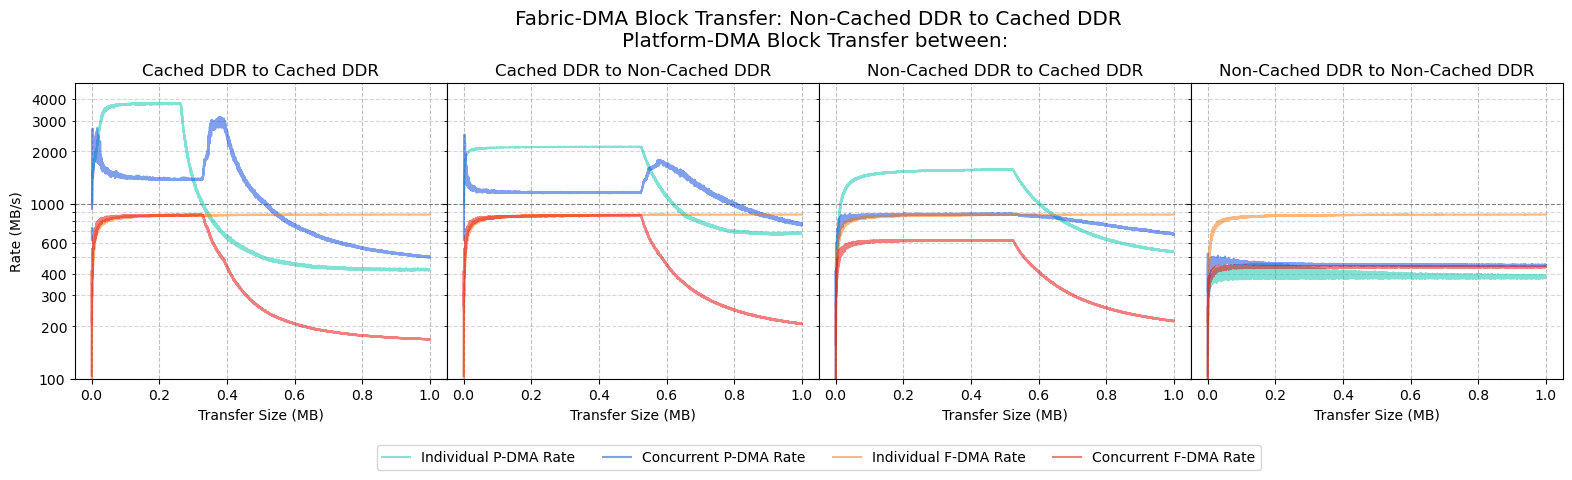 Fabric-DMA Block Transfer: Non-Cached DDR to Cached DDR
Platform-DMA Block Transfer between:
Cached DDR to Cached DDR
Cached DDR to Non-Cached DDR
Non-Cached DDR to Cached DDR
Non-Cached DDR to Non-Cached DDR
Rate (MB/s)
4000
3000
2000
1000
600
400
300
200
100
0.0 0.2 0.4 0.6 0.8 1.0
0.0 0.2 0.4 0.6 0.8 1.0
0.0 0.2 0.4 0.6 0.8 1.0
0.0 0.2 0.4 0.6 0.8 1.0
Transfer Size (MB)
Transfer Size (MB)
Transfer Size (MB)
Transfer Size (MB)
Individual P-DMA Rate
Concurrent P-DMA Rate
Individual F-DMA Rate
Concurrent F-DMA Rate